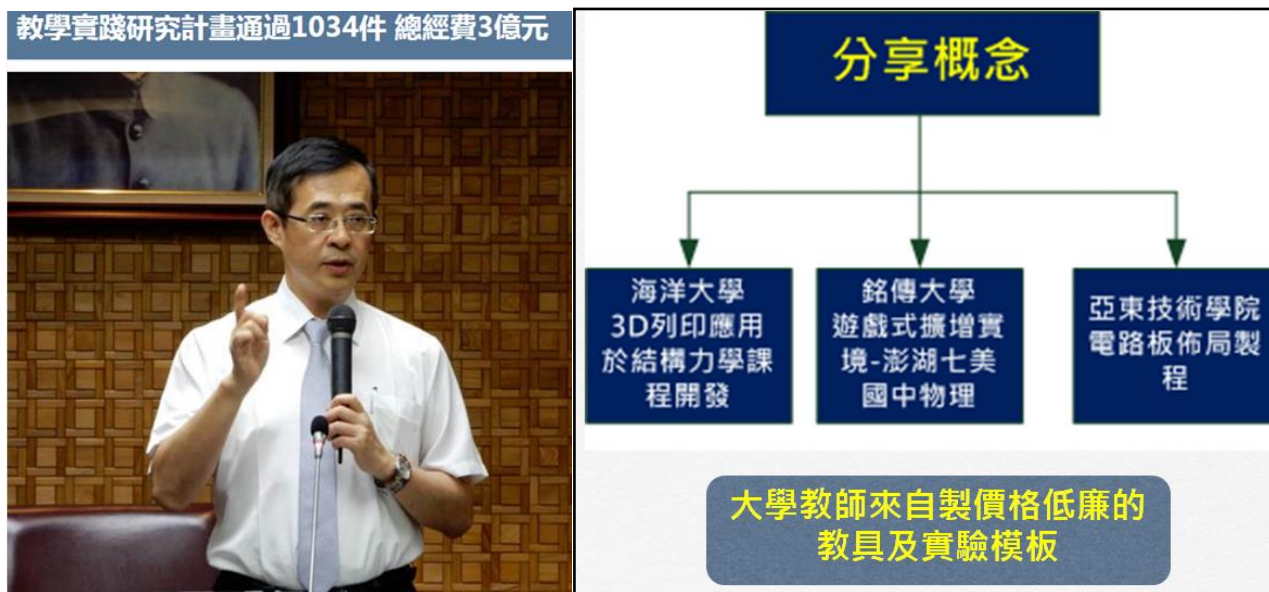 教學實踐研究計畫通過1034件 總經費3億元
分享概念
海洋大學
3D列印應用
於結構力學課
程開發
銘傳大學
遊戲式擴增實
境-澎湖七美
國中物理
亞東技術學院
電路板佈局製
程
大學教師來自製價格低廉的
教具及實驗模板